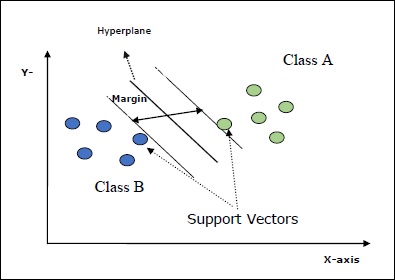 Hyperplane
Class A
Y-
Margin
Class B
Support Vectors
X-axis